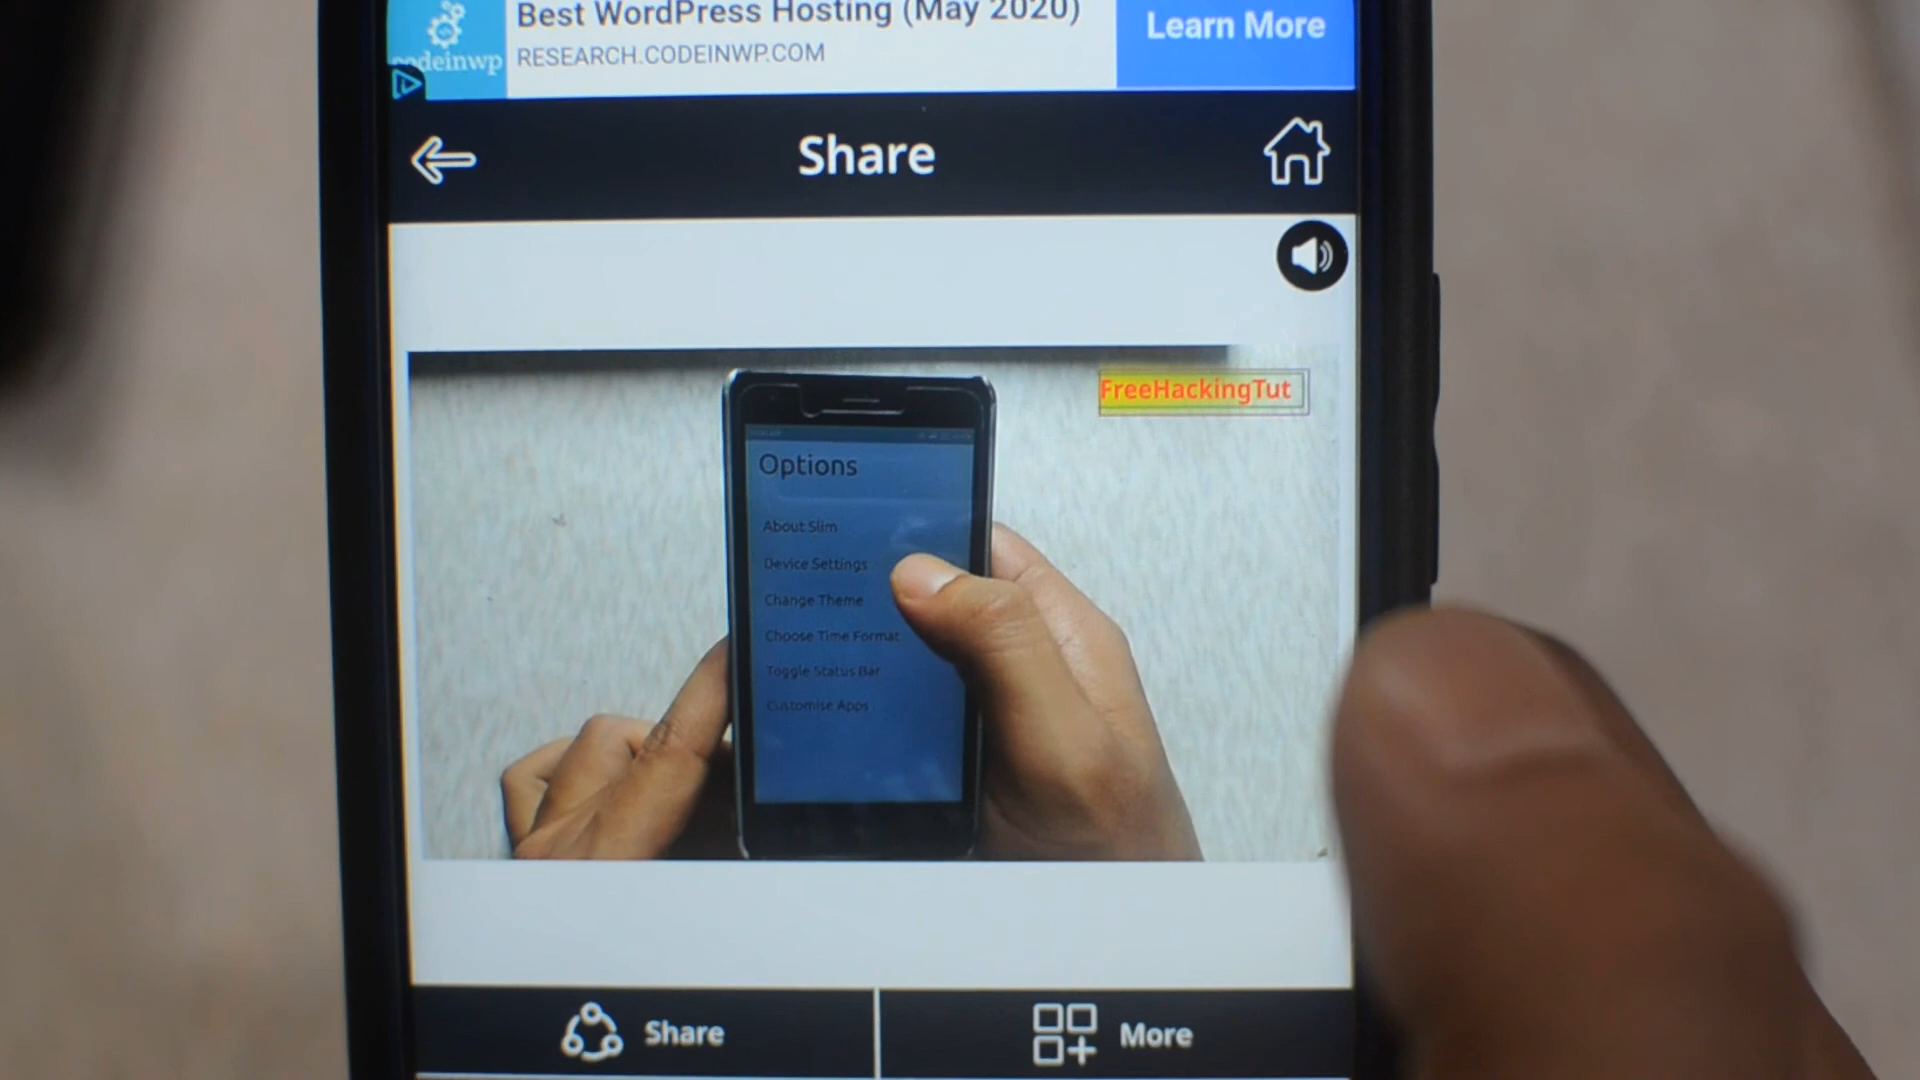 Best WordPress Hosting (May 2020)
codeinwp
RESEARCH.CODEINWP.COM
Learn More
Share
FreeHackingTut
Options
About Slim
Device Settings
Change Theme
Choose Time Format
Toggle Status Bar
Customise Apps
Share
More